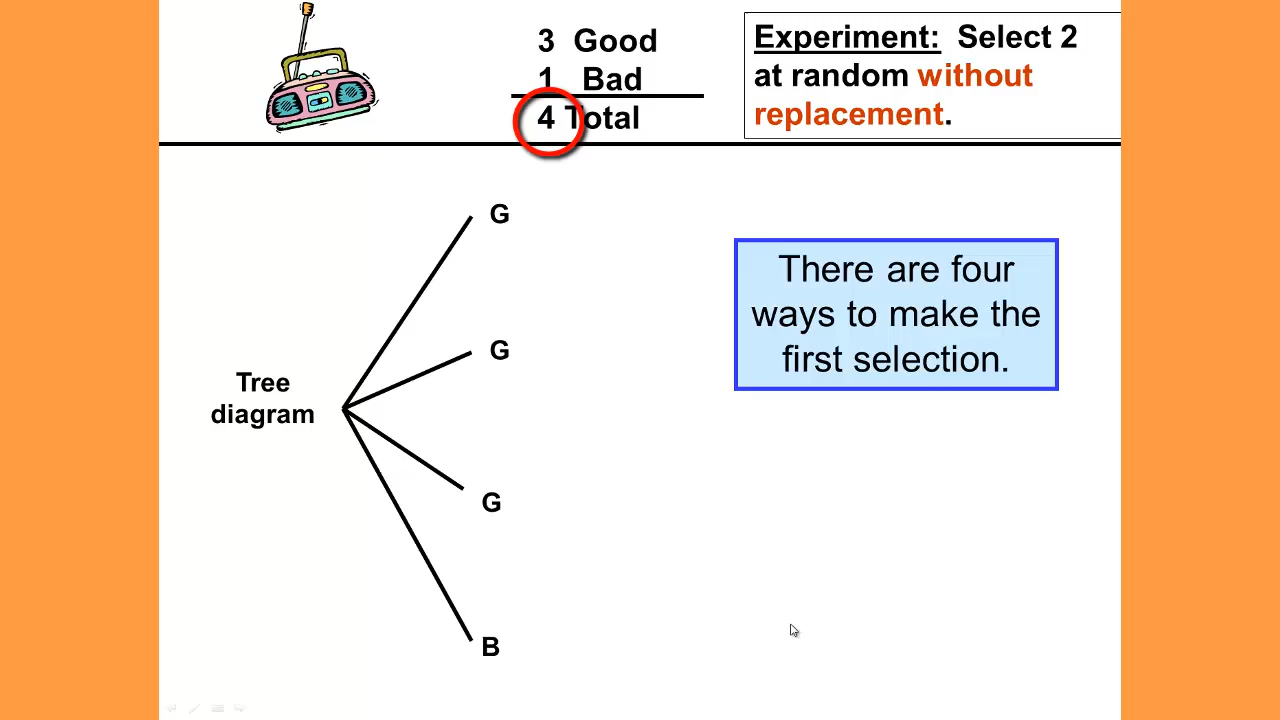 3 Good
1 Bad
4 Total
Experiment: Select 2
at random without
replacement.
G
There are four
ways to make the
first selection.
G
Tree
diagram
G
B